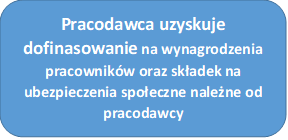 Pracodawca uzyskuje
dofinasowanie na wynagrodzenia
pracowników oraz składek na
ubezpieczenia społeczne należne od
pracodawcy